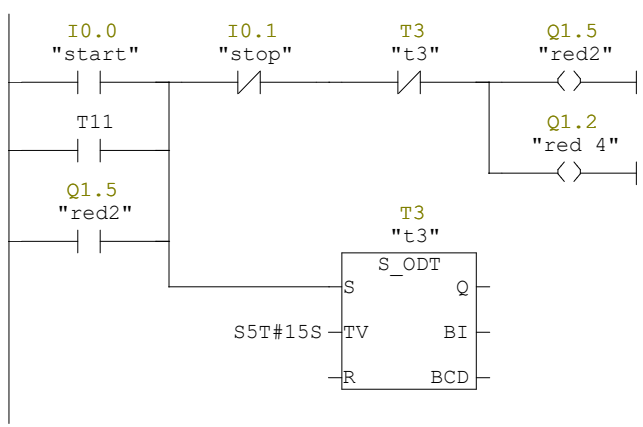 I0.0 I0.1 T3 Q1.5
"start" "stop" "t3" "red2"
T11 Q1.2
"red 4"
Q1.5
"red2" T3
"t3"
S_ODT
S Q
S5T#15S TV BI
R BCD